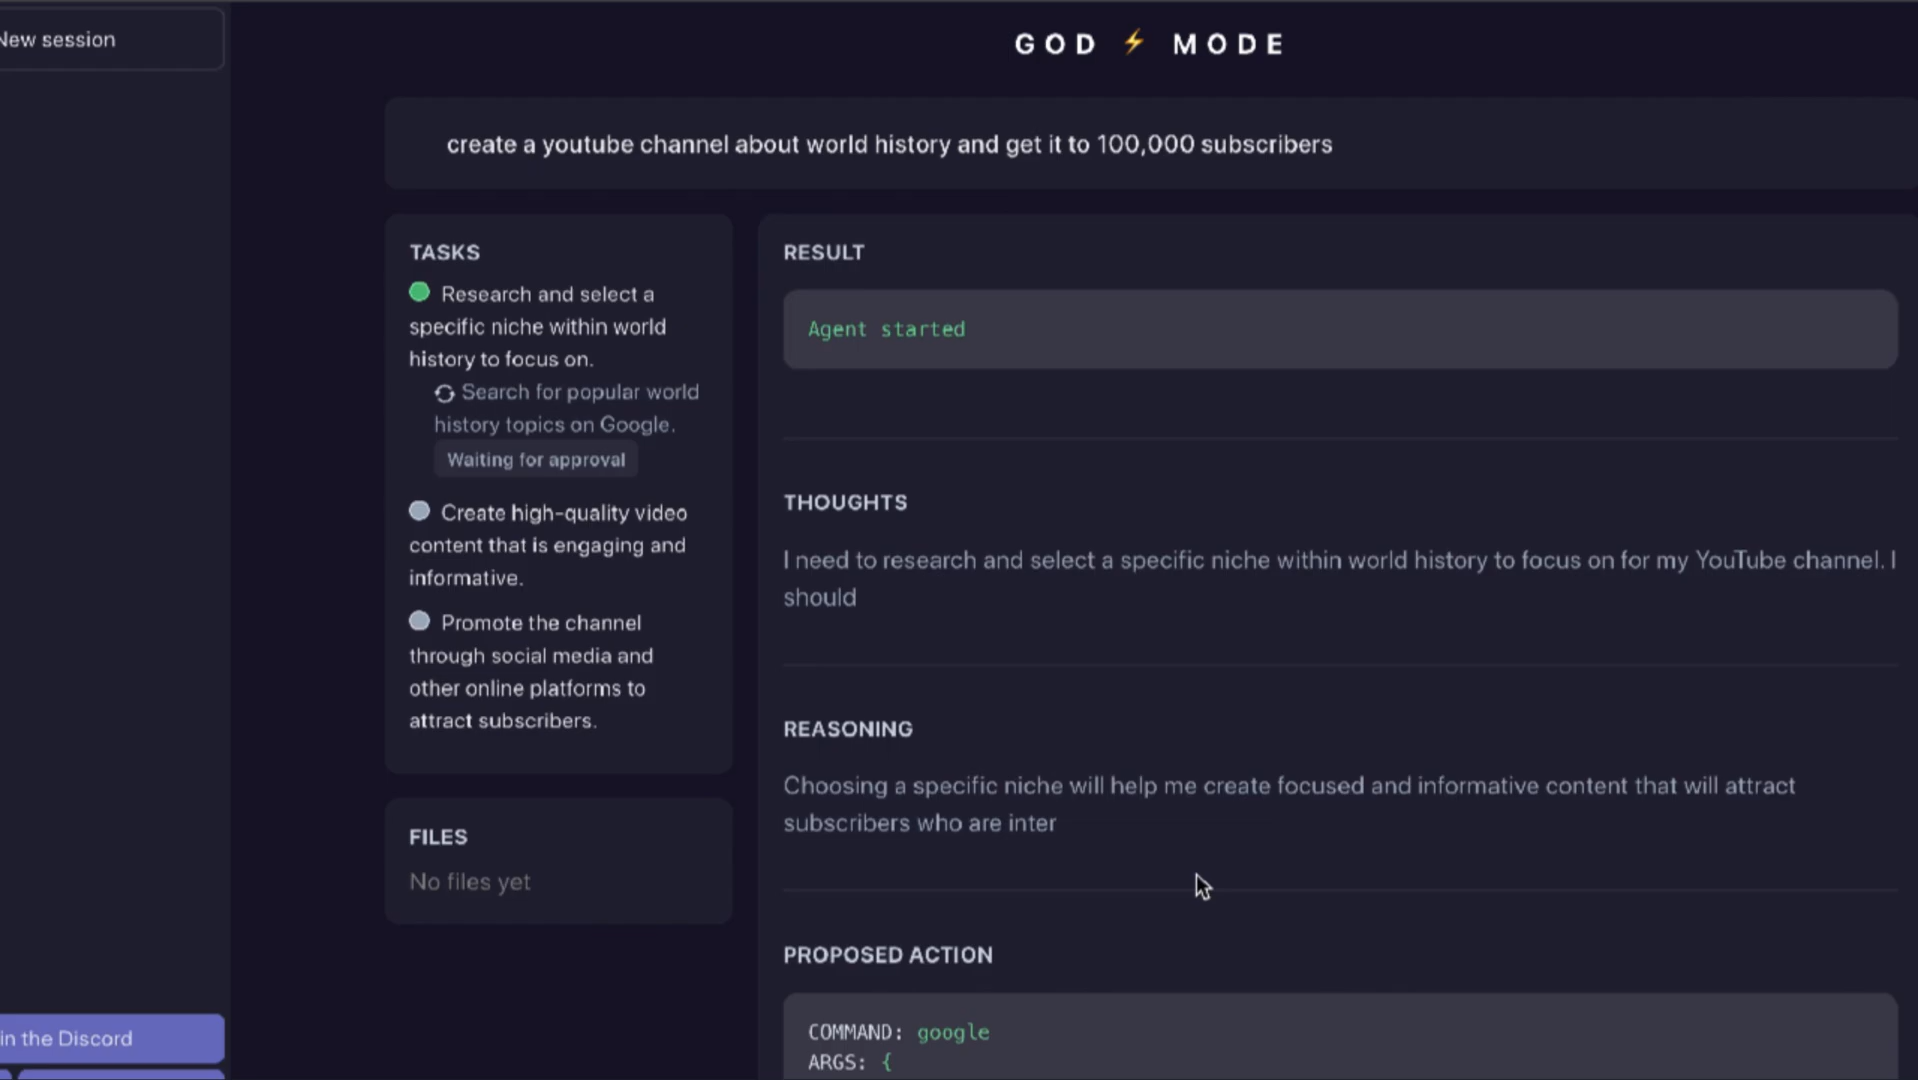 New session
GOD ⚡ MODE
create a youtube channel about world history and get it to 100,000 subscribers
TASKS
Research and select a
specific niche within world
history to focus on.
Search for popular world
history topics on Google.
Waiting for approval
Create high-quality video
content that is engaging and
informative.
Promote the channel
through social media and
other online platforms to
attract subscribers.
FILES
No files yet
RESULT
Agent started
THOUGHTS
I need to research and select a specific niche within world history to focus on for my YouTube channel. I
should
REASONING
Choosing a specific niche will help me create focused and informative content that will attract
subscribers who are inter
PROPOSED ACTION
COMMAND: google
ARGS: {
in the Discord